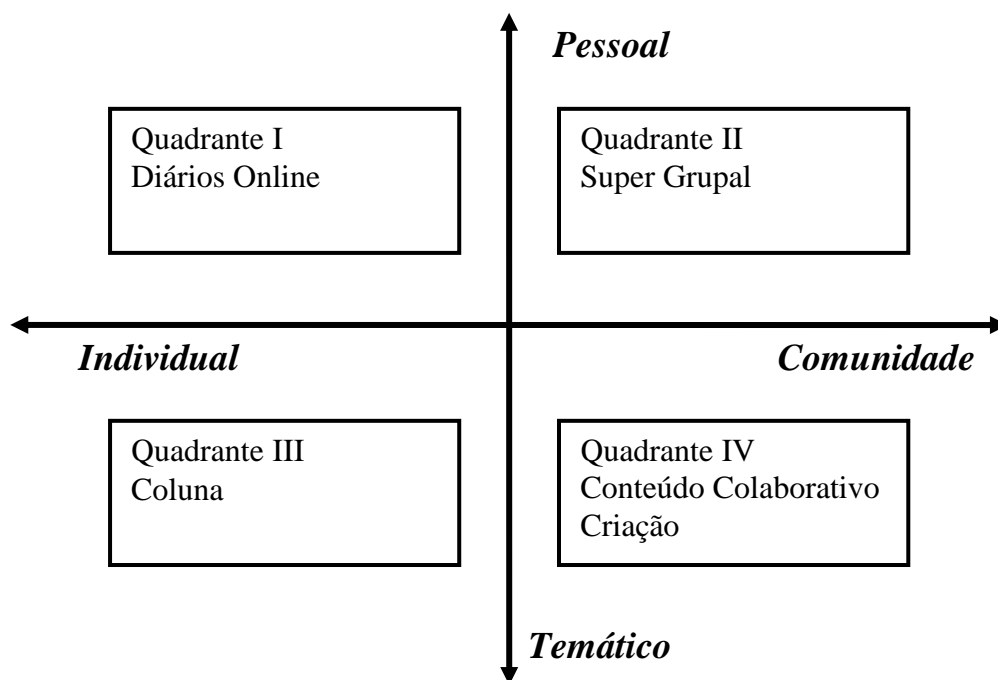 Pessoal
Quadrante I
Diários Online
Quadrante II
Super Grupal
Individual
Comunidade
Quadrante III
Coluna
Quadrante IV
Conteúdo Colaborativo
Criação
Temático